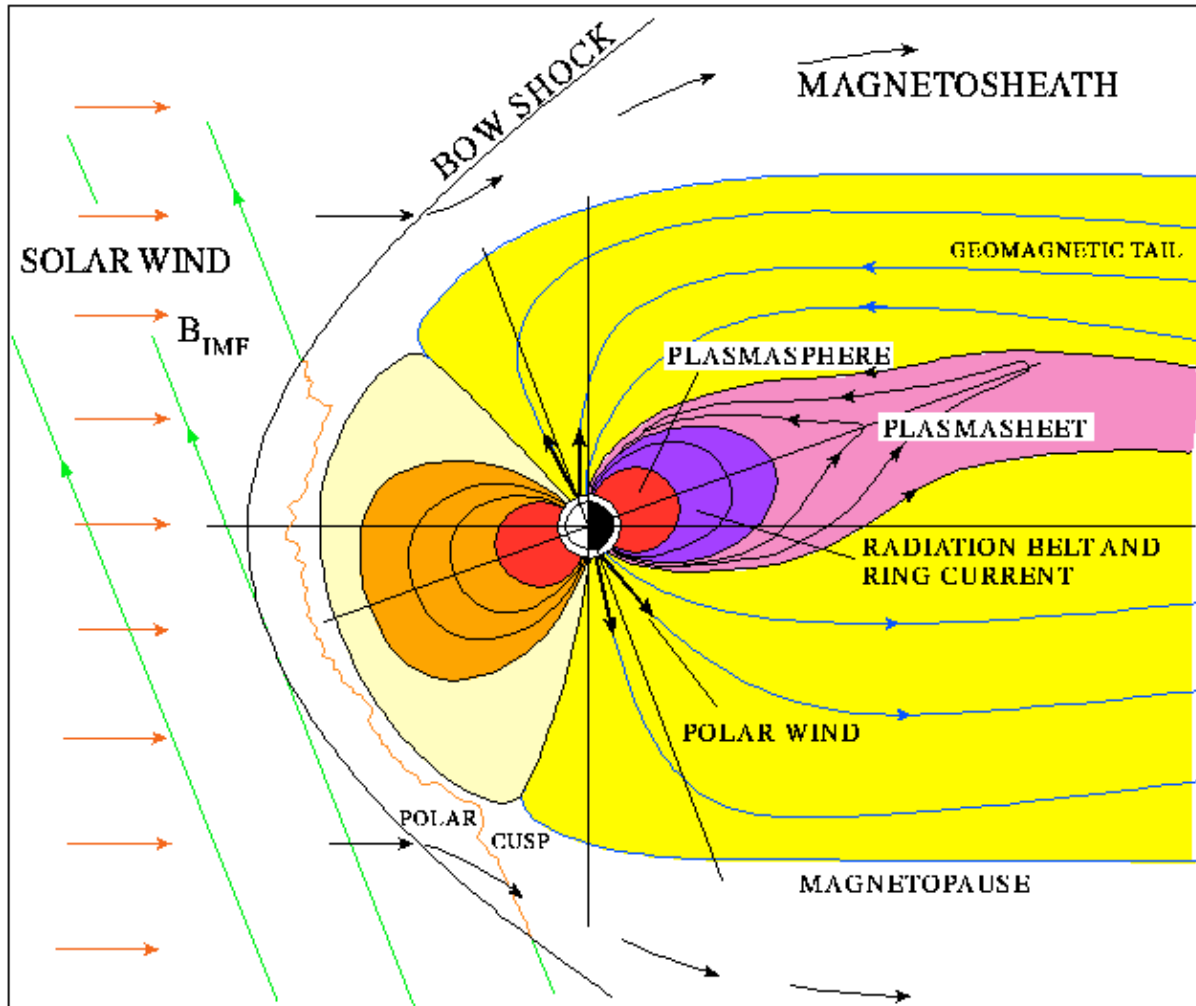 BOW SHOCK
MAGNETOSHEATH
SOLAR WIND
GEOMAGNETIC TAIL
B IMF
PLASMASPHERE
PLASMASHEET
RADIATION BELT AND
RING CURRENT
POLAR WIND
POLAR CUSP
MAGNETOPAUSE